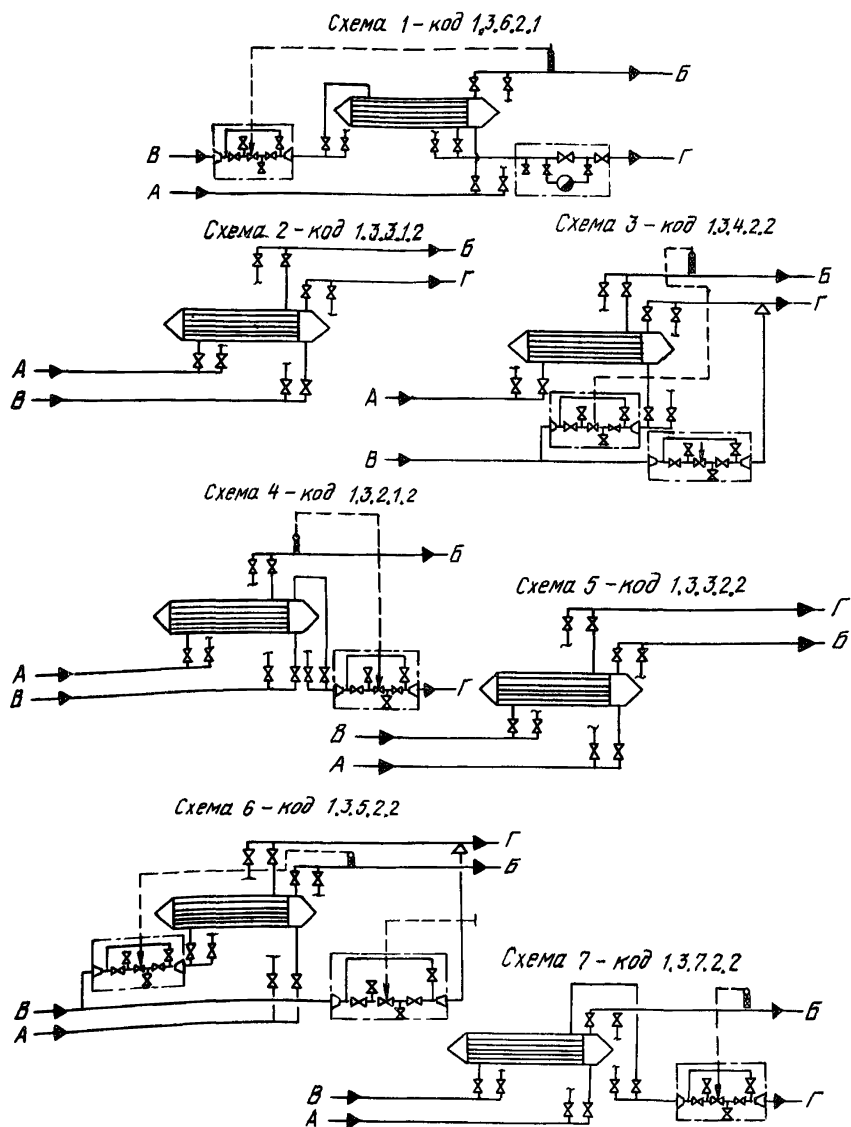 Схема 1 - код 1.3.6.2.1
Б
В
Г
А
Схема 2 - код 1.3.3.1.2
Б
Г
А
В
Схема 3 - код 1.3.4.2.2
Б
Г
А
В
Схема 4 - код 1.3.2.1.2
Б
А
В
Г
Схема 5 - код 1.3.3.2.2
Г
Б
В
А
Схема 6 - код 1.3.5.2.2
Г
Б
В
А
Схема 7 - код 1.3.7.2.2
Б
В
Г
А